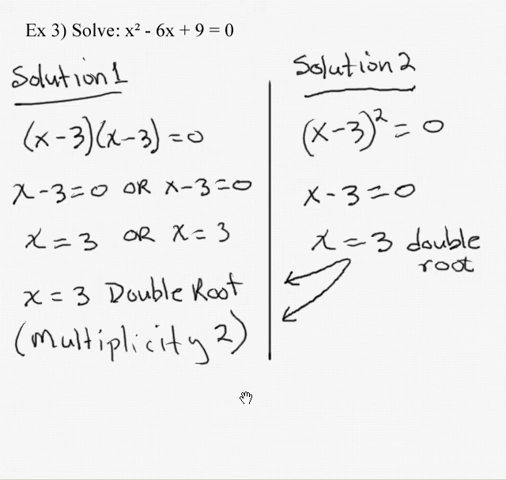 Ex 3) Solve: x² - 6x + 9 = 0
Solution 1
(x-3)(x-3) = 0
x-3=0 OR x-3=0
x = 3 OR x = 3
x = 3 Double Root
(Multiplicity 2)
Solution 2
(x-3)² = 0
x-3=0
x = 3 double
root